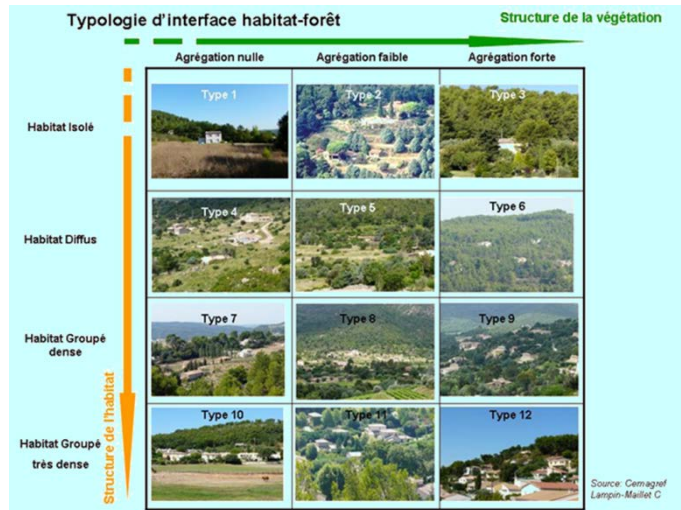 Typologie d'interface habitat-forêt
Structure de la végétation
Agrégation nulle
Agrégation faible
Agrégation forte
Habitat Isolé
Type 1
Type 2
Type 3
Habitat Diffus
Type 4
Type 5
Type 6
Habitat Groupé
dense
Type 7
Type 8
Type 9
Habitat Groupé
très dense
Type 10
Type 11
Type 12
Structure de l'habitat
Source: Cemagref
Lampin-Maillet C